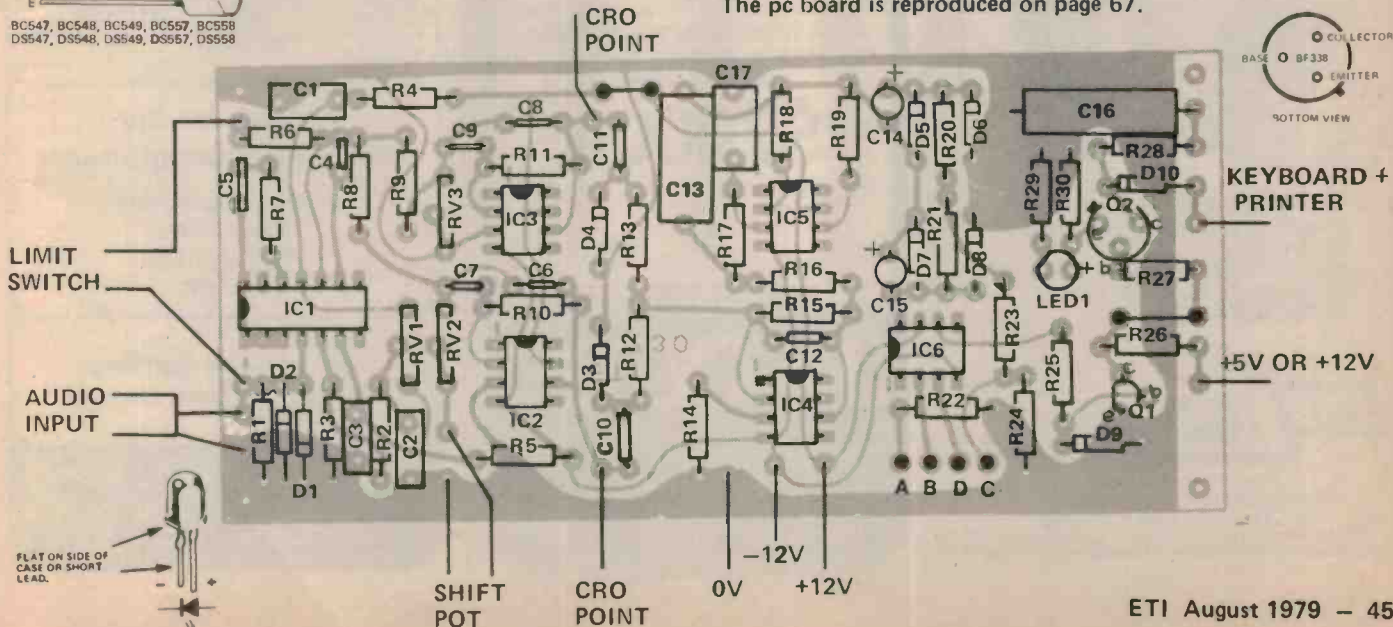 E
BC547, BC548, BC549, BC557, BC558
DS547, DS548, DS549, DS557, DS558
The pc board is reproduced on page 67.
CRO
POINT
COLLECTOR
BASE
BF338
EMITTER
BOTTOM VIEW
C1
R4
C17
C8
R6
C9
C11
R18
R19
C14
D5
R20
D6
C16
C4
R11
R28
C5
R7
R8
R9
RV3
IC3
D4
R13
C13
R17
IC5
R29
R30
D10
Q2
c
KEYBOARD +
PRINTER
LIMIT
SWITCH
C7
C6
R16
C15
D7
R21
D8
b
R27
LED1
IC1
R10
R15
R23
RV1
RV2
30
C12
R26
IC2
D3
R12
IC4
IC6
R25
+5V OR +12V
D2
AUDIO
INPUT
R1
R3
C3
R2
C2
R5
C10
R14
R22
R24
Q1
e
D9
D1
A B D C
FLAT ON SIDE OF
CASE OR SHORT
LEAD.
- +
SHIFT
POT
CRO
POINT
0V
−12V
+12V
ETI August 1979 — 45